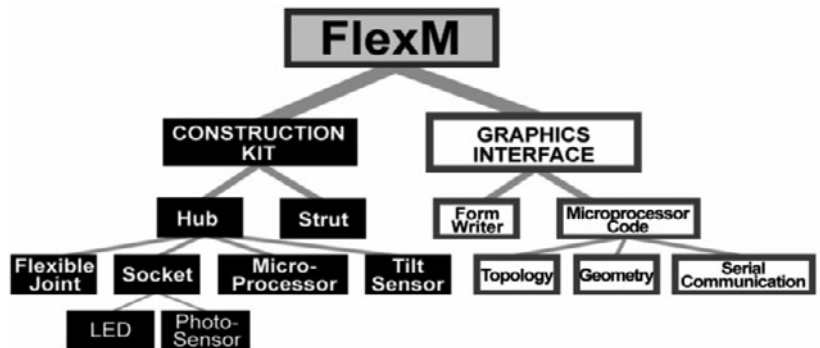 FlexM
CONSTRUCTION
KIT
GRAPHICS
INTERFACE
Hub
Strut
Form
Writer
Microprocessor
Code
Flexible
Joint
Socket
Micro-
Processor
Tilt
Sensor
Topology
Geometry
Serial
Communication
LED
Photo-
Sensor